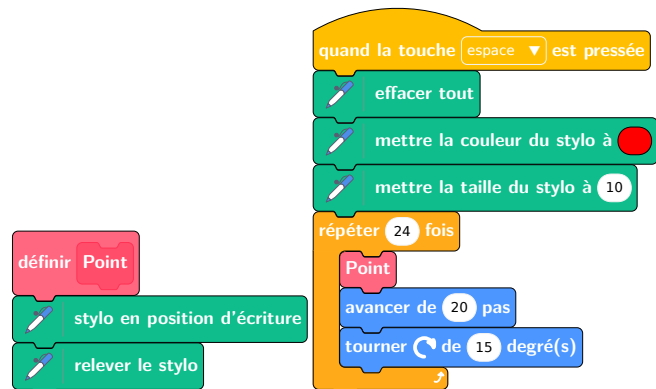 définir Point
stylo en position d'écriture
relever le stylo
quand la touche espace ▼ est pressée
effacer tout
mettre la couleur du stylo à
mettre la taille du stylo à 10
répéter 24 fois
Point
avancer de 20 pas
tourner de 15 degré(s)